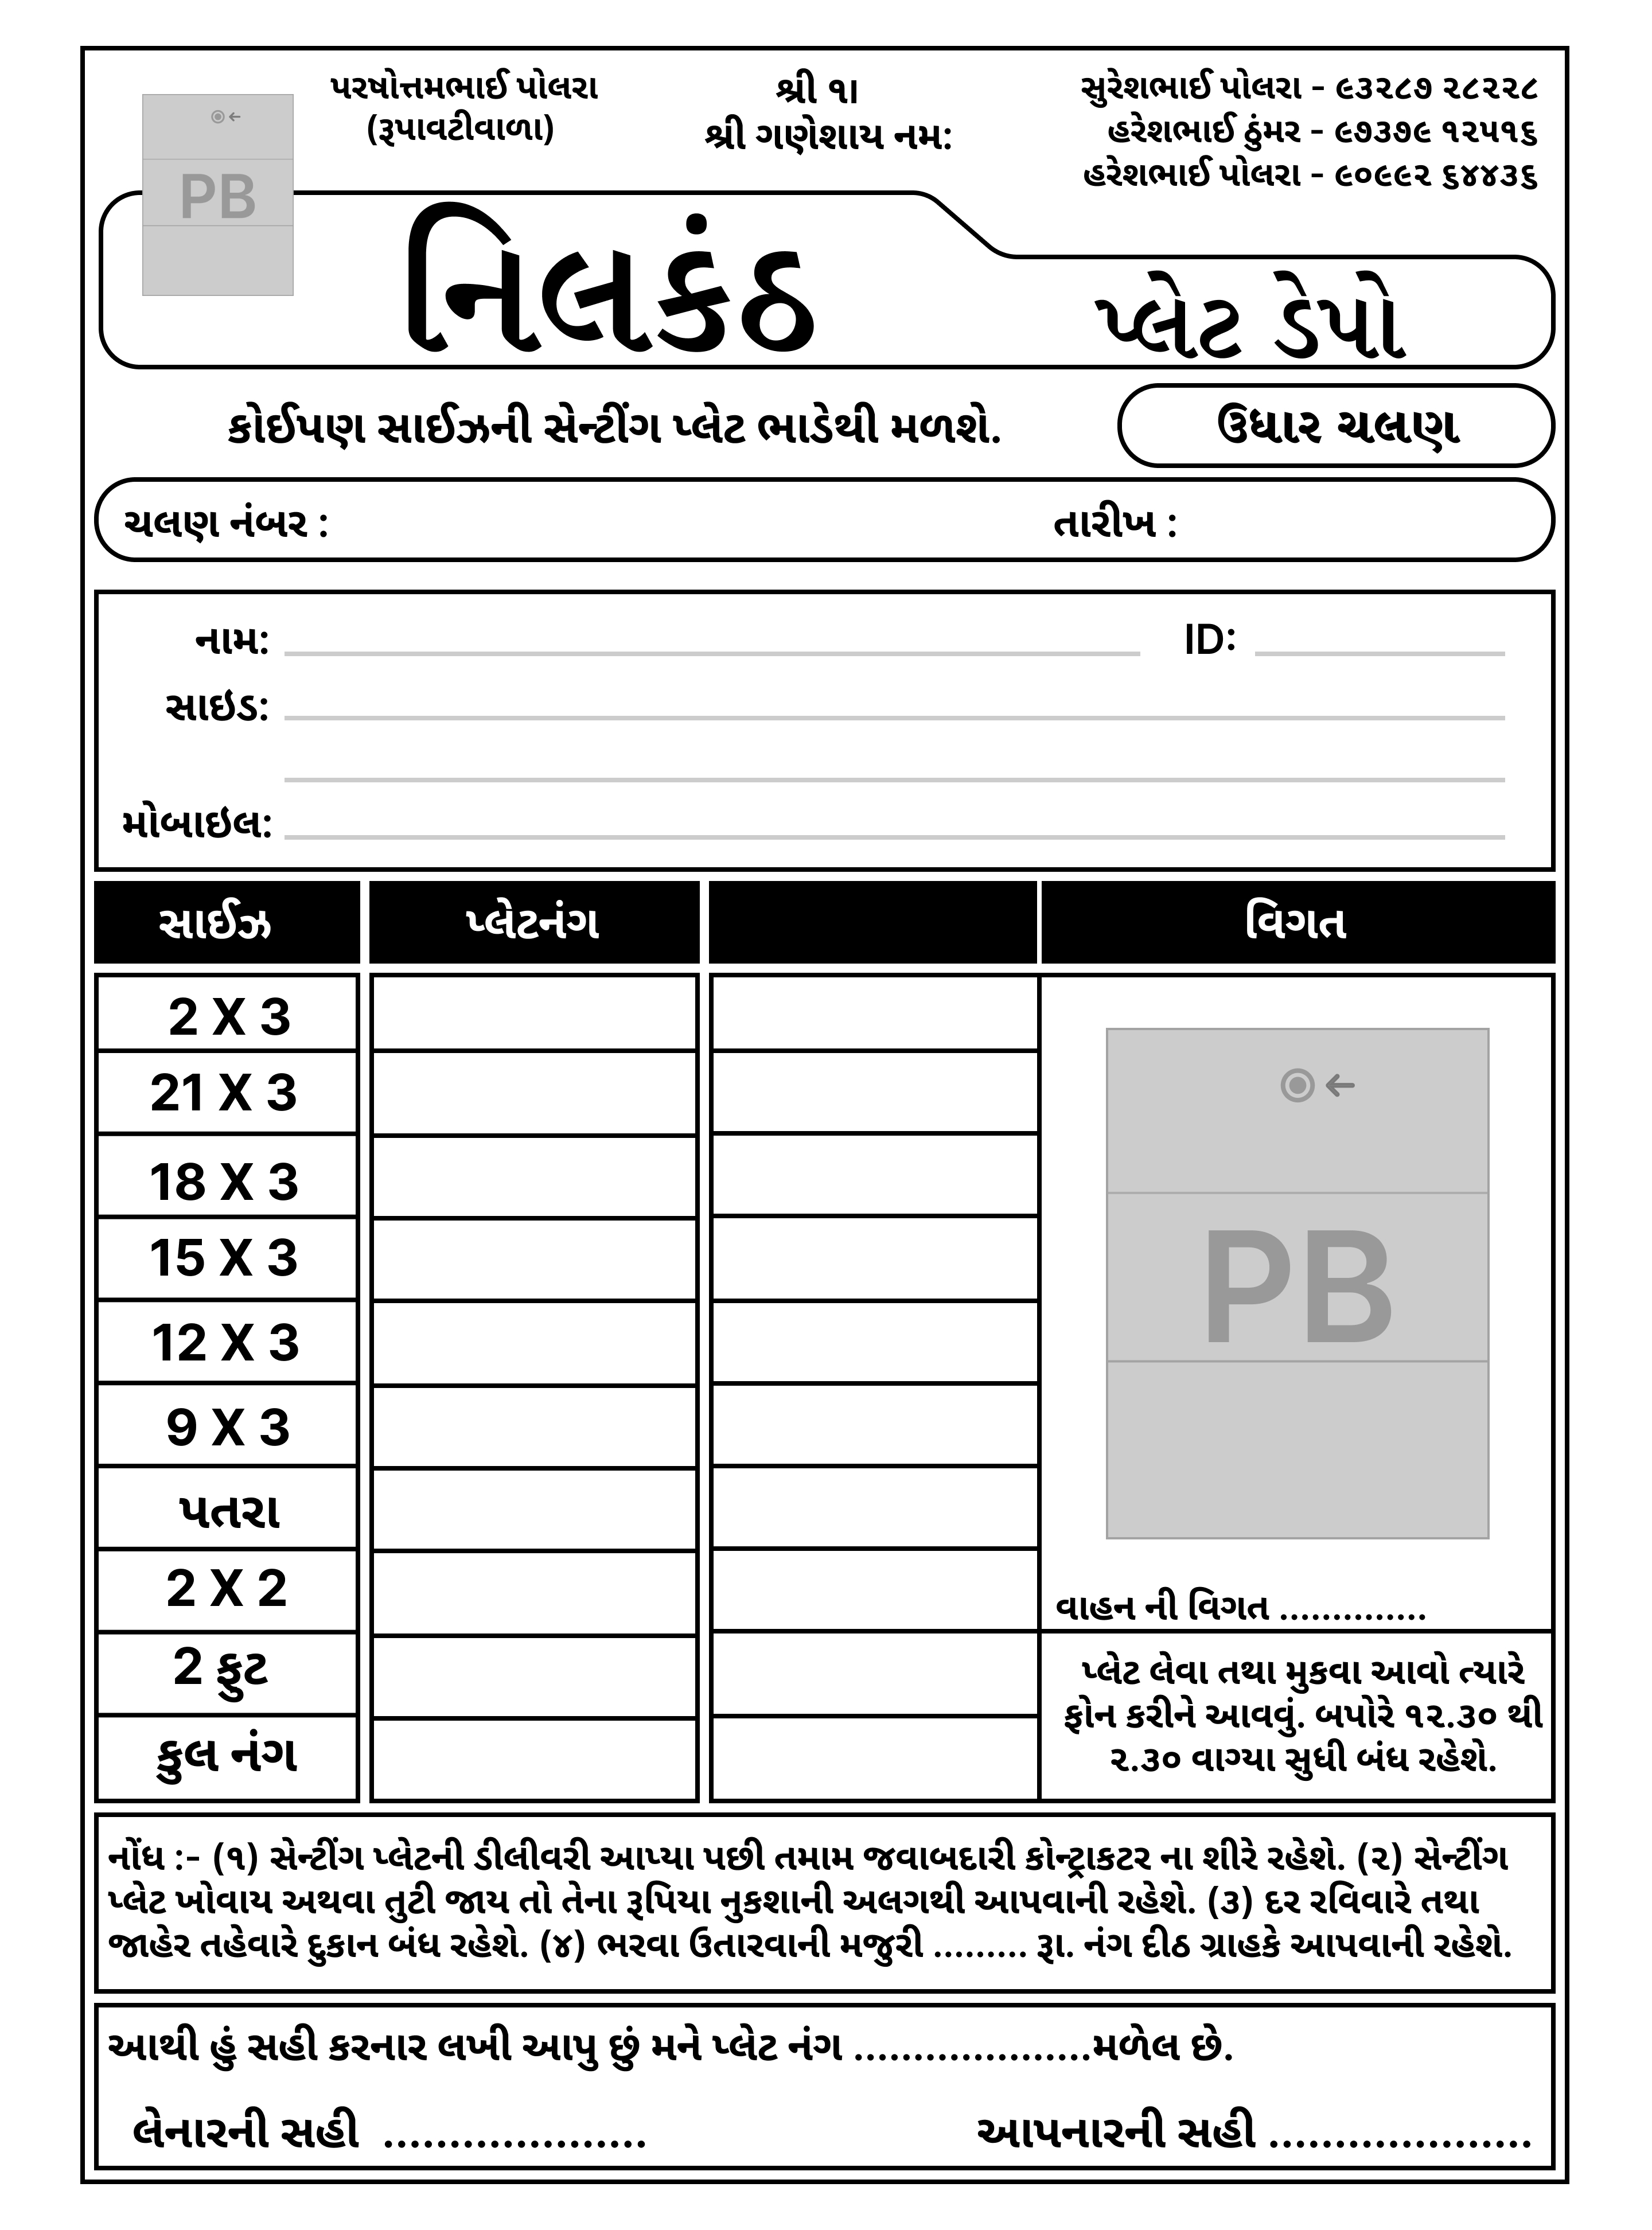 પરષોત્તમભાઈ પોલરા
(રૂપાવટીવાળા)
શ્રી ૧ા
શ્રી ગણેશાય નમ:
સુરેશભાઈ પોલરા - ૯૩૨૮૭ ૨૮૨૨૮
હરેશભાઈ ઠુંમર - ૯૭૩૭૯ ૧૨૫૧૬
હરેશભાઈ પોલરા - ૯૦૯૯૨ ૬૪૪૩૬
PB
નિલકંઠ
પ્લેટ ડેપો
કોઈપણ સાઈઝની સેન્ટીંગ પ્લેટ ભાડેથી મળશે.
ઉધાર ચલણ
ચલણ નંબર :
તારીખ :
નામ:
ID:
સાઇડ:
મોબાઇલ:
સાઈઝ
પ્લેટનંગ
વિગત
2 X 3
21 X 3
18 X 3
15 X 3
12 X 3
9 X 3
પતરા
2 X 2
2 ફુટ
કુલ નંગ
PB
વાહન ની વિગત ..............
પ્લેટ લેવા તથા મુકવા આવો ત્યારે
ફોન કરીને આવવું. બપોરે ૧૨.૩૦ થી
૨.૩૦ વાગ્યા સુધી બંધ રહેશે.
નોંધ :- (૧) સેન્ટીંગ પ્લેટની ડીલીવરી આપ્યા પછી તમામ જવાબદારી કોન્ટ્રાકટર ના શીરે રહેશે. (૨) સેન્ટીંગ
પ્લેટ ખોવાય અથવા તુટી જાય તો તેના રૂપિયા નુકશાની અલગથી આપવાની રહેશે. (૩) દર રવિવારે તથા
જાહેર તહેવારે દુકાન બંધ રહેશે. (૪) ભરવા ઉતારવાની મજુરી ......... રૂા. નંગ દીઠ ગ્રાહકે આપવાની રહેશે.
આથી હું સહી કરનાર લખી આપુ છું મને પ્લેટ નંગ ....................મળેલ છે.
લેનારની સહી ....................
આપનારની સહી ....................